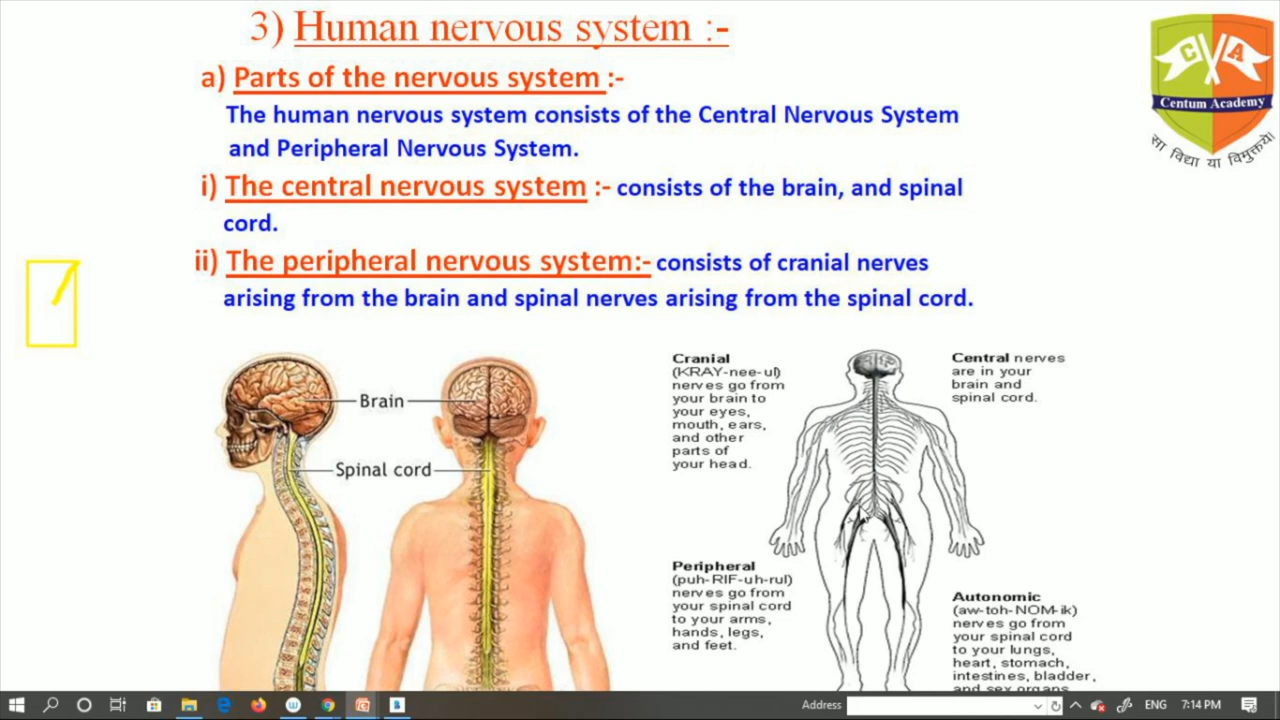 3) Human nervous system :-
a) Parts of the nervous system :-
The human nervous system consists of the Central Nervous System
and Peripheral Nervous System.
i) The central nervous system :- consists of the brain, and spinal
cord.
ii) The peripheral nervous system:- consists of cranial nerves
arising from the brain and spinal nerves arising from the spinal cord.
C A
Centum Academy
सा विद्या या विमुक्तये।
Brain
Spinal cord
Cranial
(KRAY-nee-ul)
nerves go from
your brain to
your eyes,
mouth, ears,
and other
parts of
your head.
Central nerves
are in your
brain and
spinal cord.
Peripheral
(puh-RIF-uh-rul)
nerves go from
your spinal cord
to your arms,
hands, legs,
and feet.
Autonomic
(aw-toh-NOM-ik)
nerves go from
your spinal cord
to your lungs,
heart, stomach,
intestines, bladder,
and sex organs
Address
ENG
7:14 PM